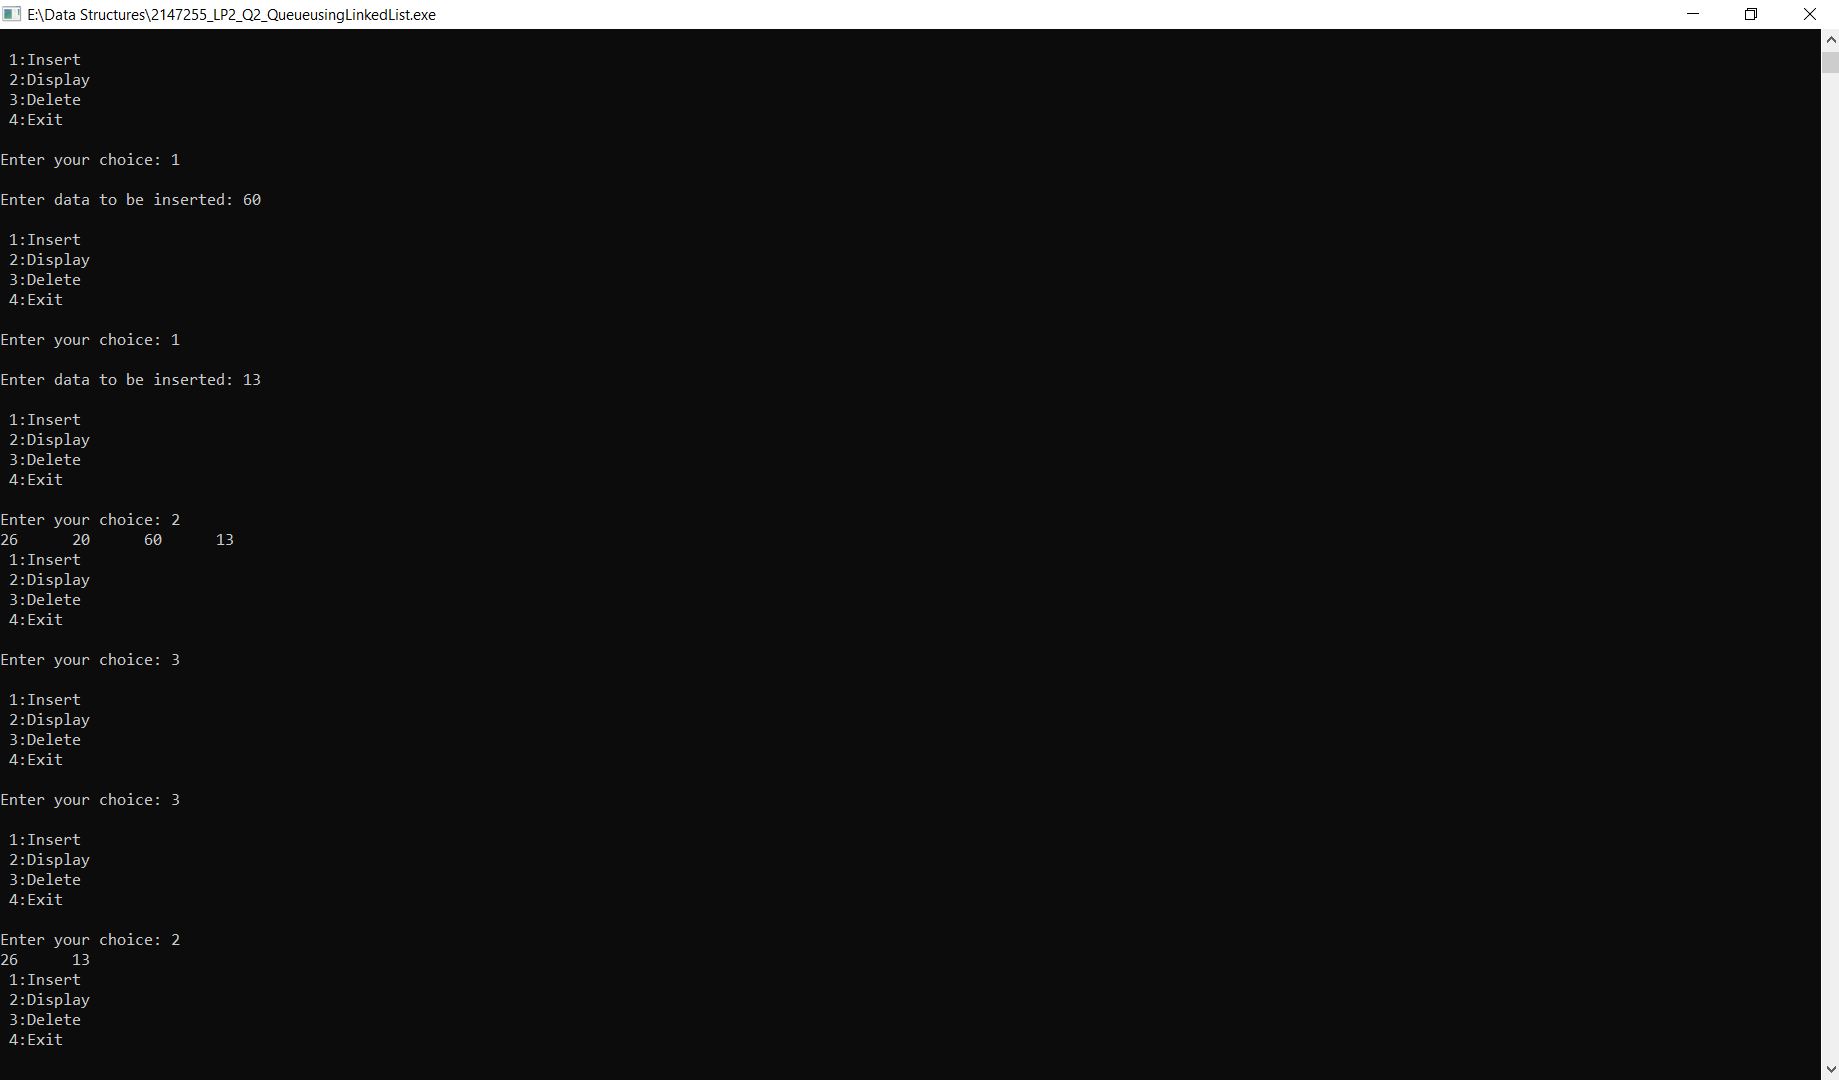 E:\Data Structures\2147255_LP2_Q2_QueueusingLinkedList.exe
1:Insert
2:Display
3:Delete
4:Exit
Enter your choice: 1
Enter data to be inserted: 60
1:Insert
2:Display
3:Delete
4:Exit
Enter your choice: 1
Enter data to be inserted: 13
1:Insert
2:Display
3:Delete
4:Exit
Enter your choice: 2
26      20      60      13
1:Insert
2:Display
3:Delete
4:Exit
Enter your choice: 3
1:Insert
2:Display
3:Delete
4:Exit
Enter your choice: 3
1:Insert
2:Display
3:Delete
4:Exit
Enter your choice: 2
26      13
1:Insert
2:Display
3:Delete
4:Exit